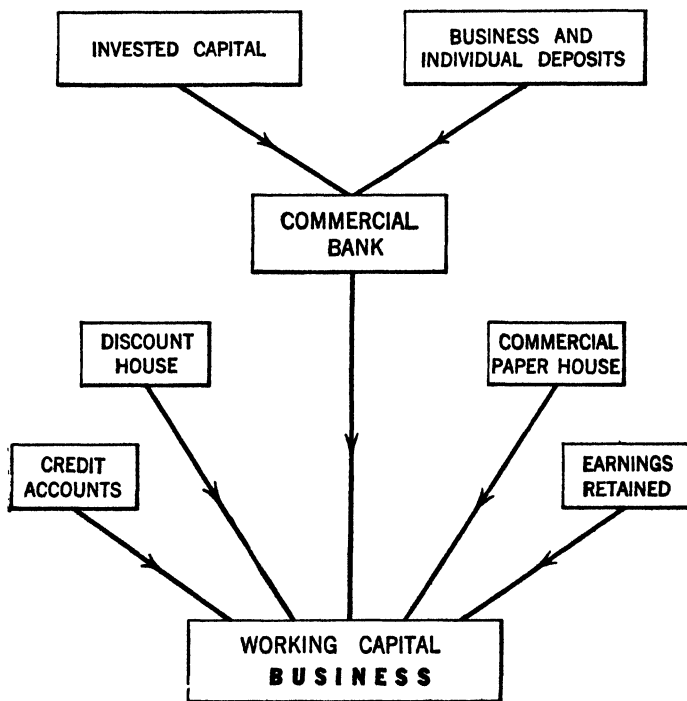 INVESTED CAPITAL
BUSINESS AND
INDIVIDUAL DEPOSITS
COMMERCIAL
BANK
DISCOUNT
HOUSE
COMMERCIAL
PAPER HOUSE
CREDIT
ACCOUNTS
EARNINGS
RETAINED
WORKING CAPITAL
BUSINESS